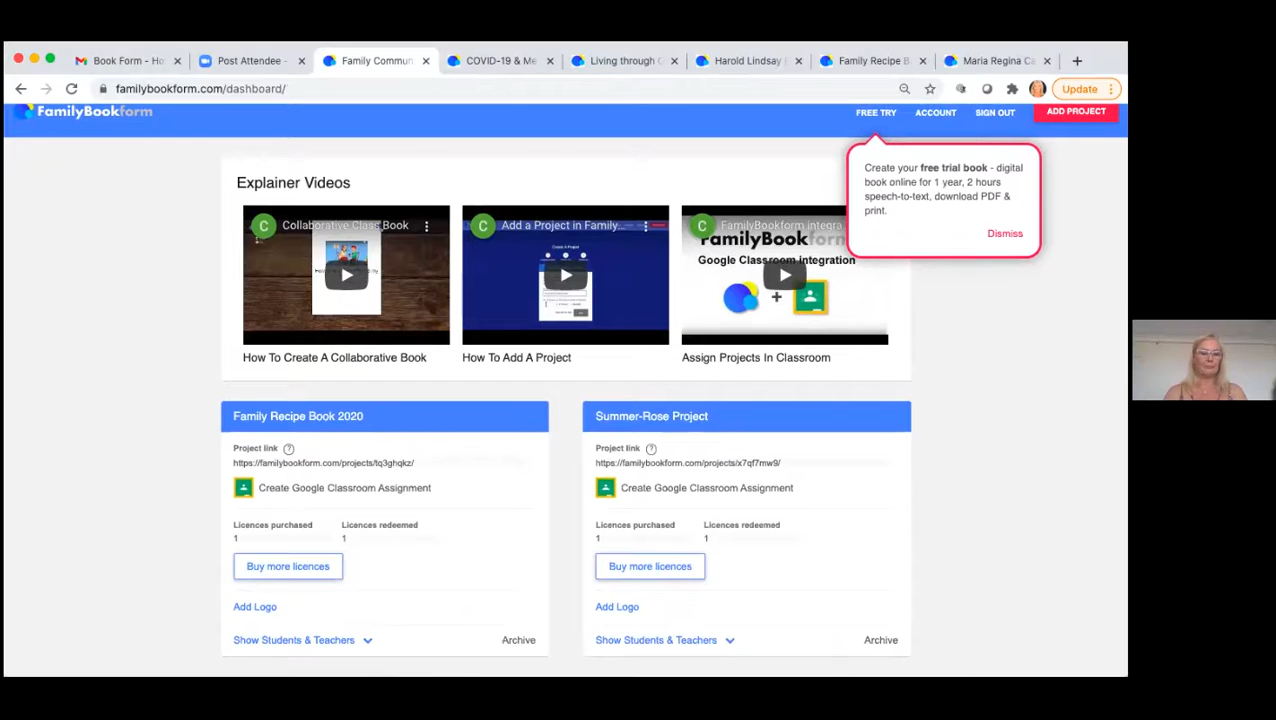 Book Form - Ho
Post Attendee -
Family Commun
COVID-19 & Me
Living through C
Harold Lindsay
Family Recipe B
Maria Regina Ca
familybookform.com/dashboard/
Update
FamilyBookform
FREE TRY
ACCOUNT
SIGN OUT
ADD PROJECT
Create your free trial book - digital
book online for 1 year, 2 hours
speech-to-text, download PDF &
print.
Dismiss
Explainer Videos
C
Collaborative Class Book
C
Add a Project in Family...
C
FamilyBookform integra
FamilyBookform
Google Classroom Integration
+
How To Create A Collaborative Book
How To Add A Project
Assign Projects In Classroom
Family Recipe Book 2020
Project link ?
https://familybookform.com/projects/tq3ghqkz/
Create Google Classroom Assignment
Licences purchased
Licences redeemed
1
1
Buy more licences
Add Logo
Show Students & Teachers
Archive
Summer-Rose Project
Project link ?
https://familybookform.com/projects/x7qf7mw9/
Create Google Classroom Assignment
Licences purchased
Licences redeemed
1
1
Buy more licences
Add Logo
Show Students & Teachers
Archive